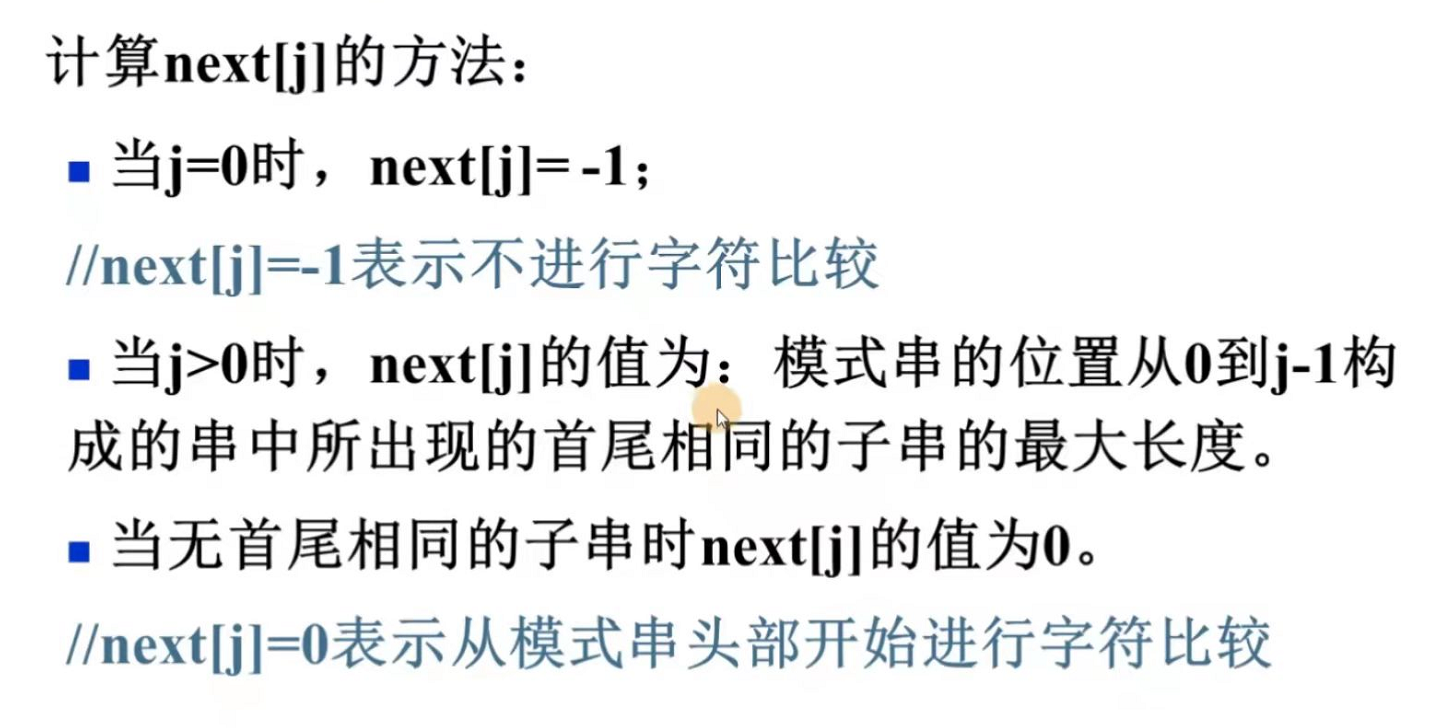 计算next[j]的方法：
当j=0时，next[j]= -1；
//next[j]=-1表示不进行字符比较
当j>0时，next[j]的值为：模式串的位置从0到j-1构
成的串中所出现的首尾相同的子串的最大长度。
当无首尾相同的子串时next[j]的值为0。
//next[j]=0表示从模式串头部开始进行字符比较